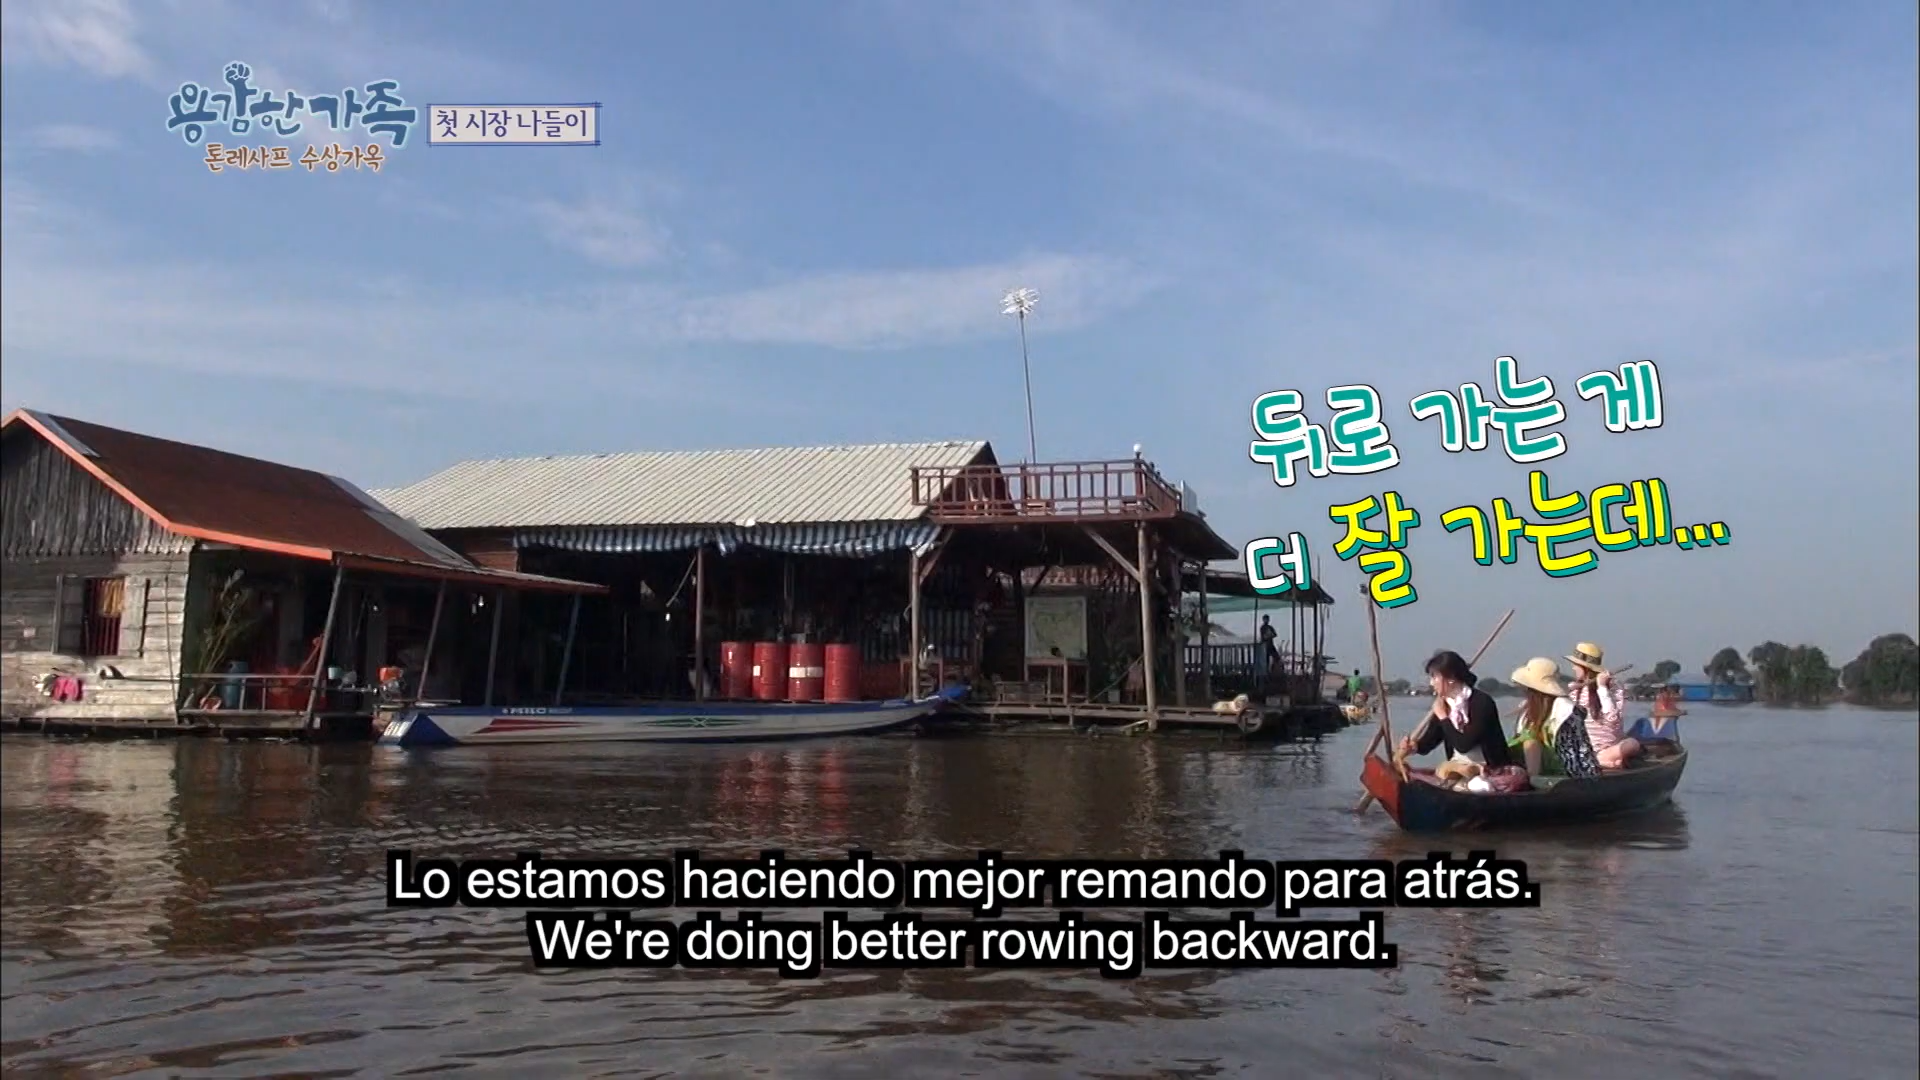 용감한 가족
톤레사프 수상가옥
첫 시장 나들이
뒤로 가는 게
더 잘 가는데...
Lo estamos haciendo mejor remando para atrás.
We're doing better rowing backward.